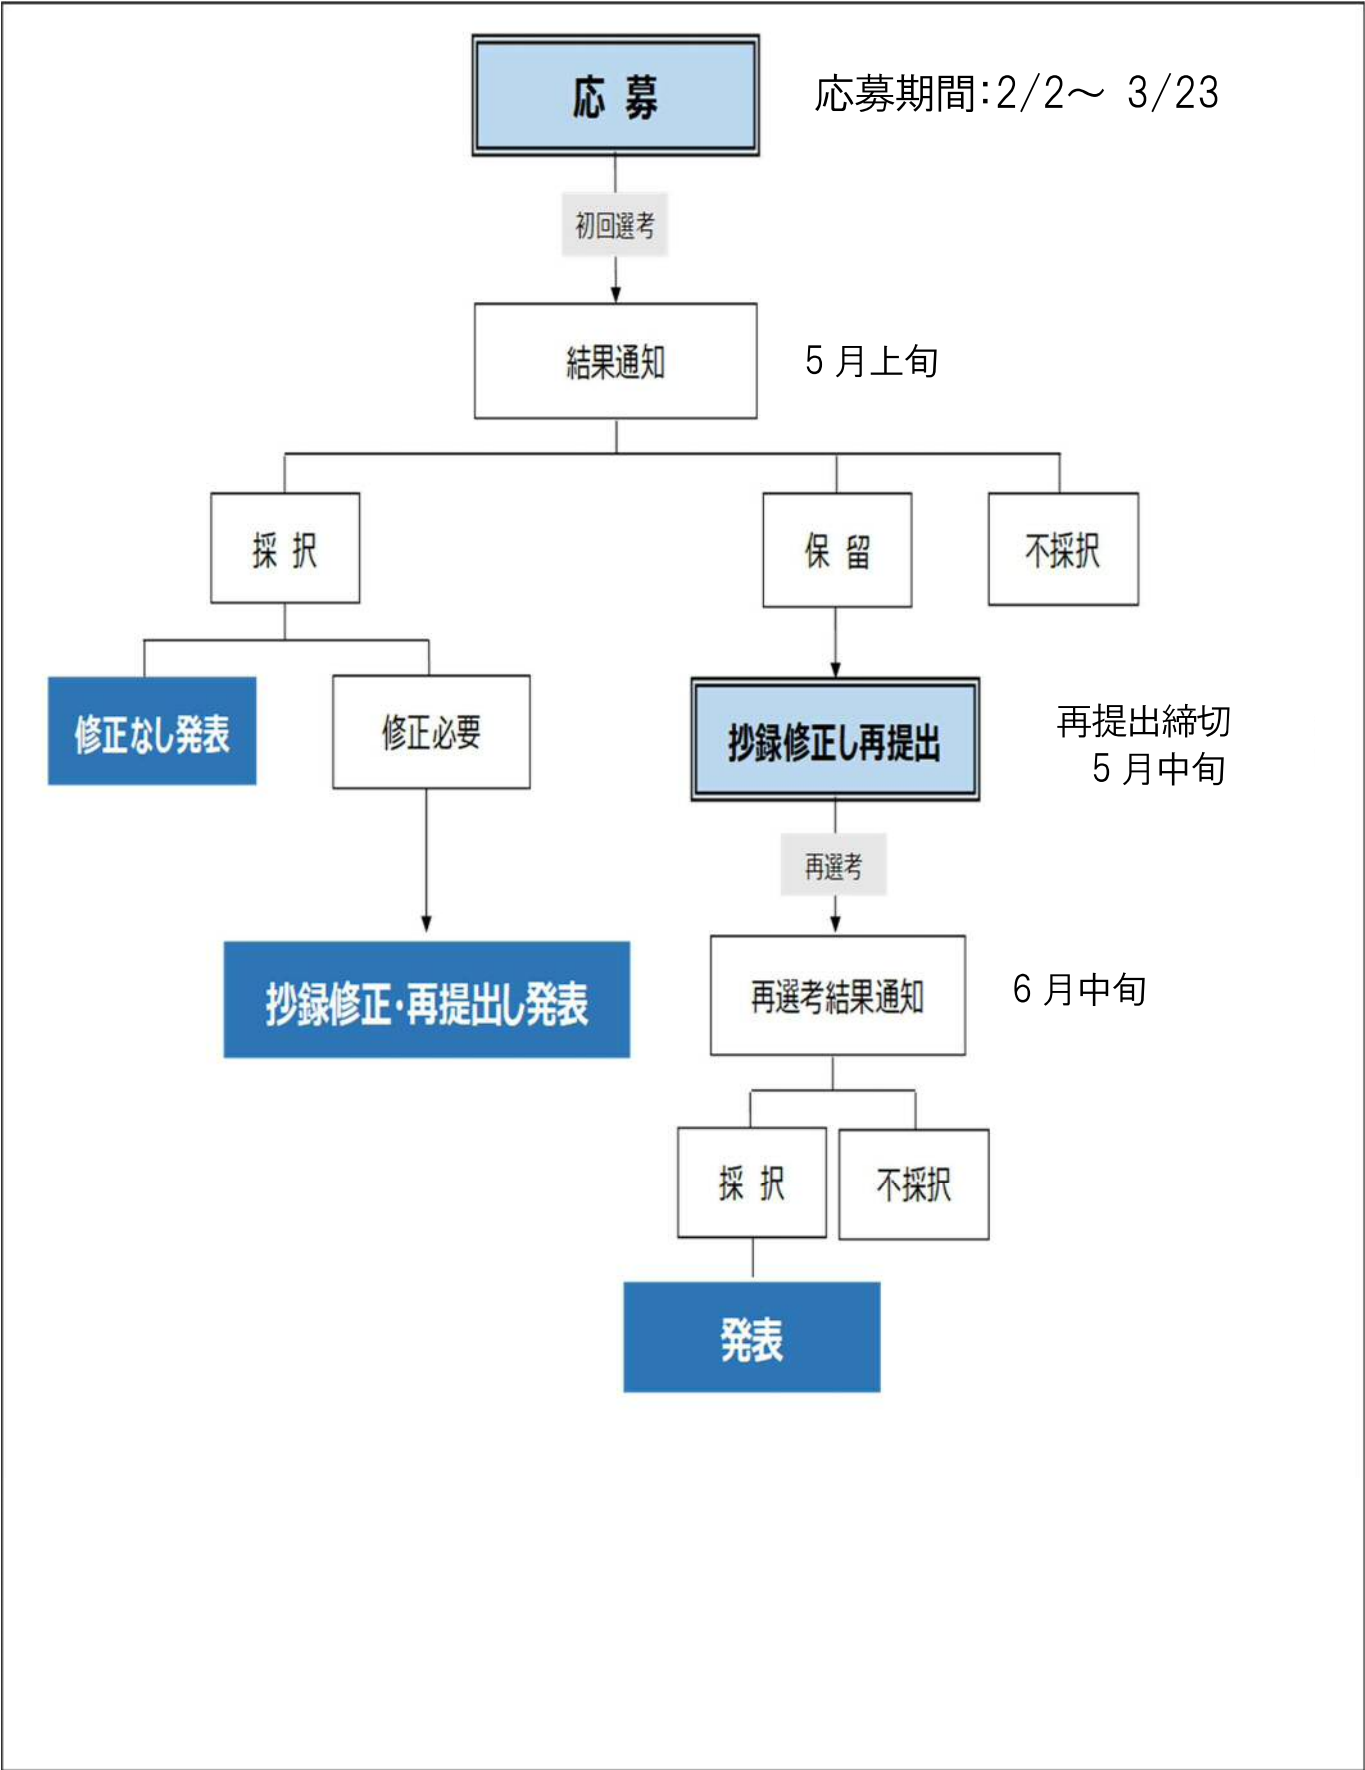 応 募
応募期間:2/2～ 3/23
初回選考
結果通知
5 月上旬
採 択
保 留
不採択
修正なし発表
修正必要
抄録修正し再提出
再提出締切
5 月中旬
再選考
抄録修正・再提出し発表
再選考結果通知
6 月中旬
採 択
不採択
発表